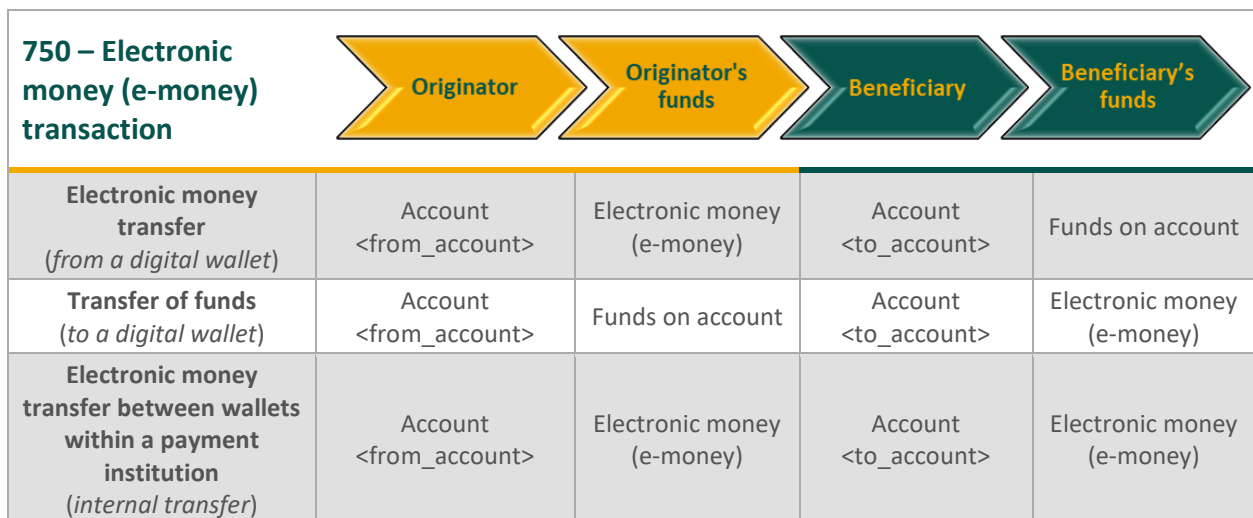 750 – Electronic
money (e-money)
transaction
Originator
Originator's
funds
Beneficiary
Beneficiary’s
funds
Electronic money
transfer
(from a digital wallet)
Account
<from_account>
Electronic money
(e-money)
Account
<to_account>
Funds on account
Transfer of funds
(to a digital wallet)
Account
<from_account>
Funds on account
Account
<to_account>
Electronic money
(e-money)
Electronic money
transfer between wallets
within a payment
institution
(internal transfer)
Account
<from_account>
Electronic money
(e-money)
Account
<to_account>
Electronic money
(e-money)